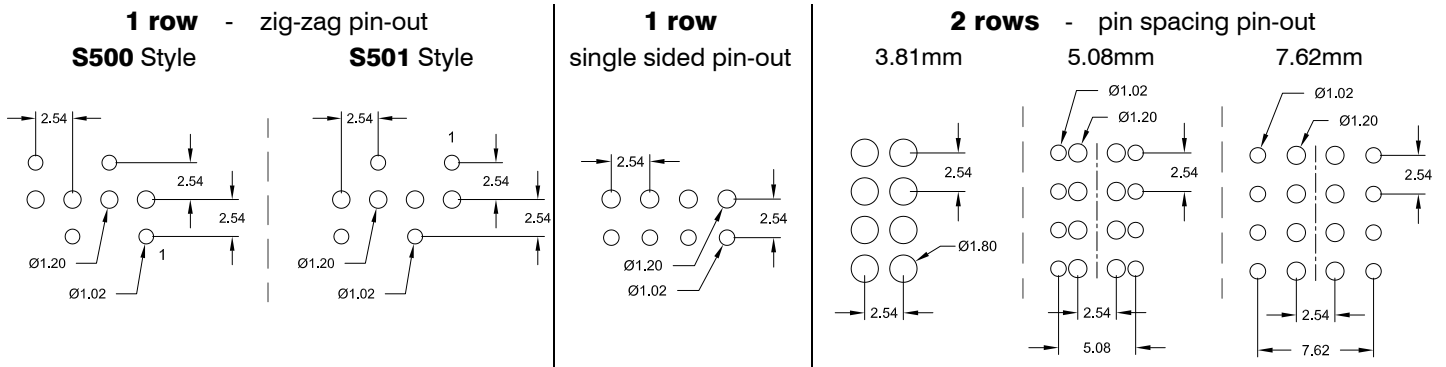 1 row - zig-zag pin-out
S500 Style
2.54
2.54
2.54
Ø1.20
1
Ø1.02
S501 Style
2.54
1
2.54
2.54
Ø1.20
Ø1.02
1 row
single sided pin-out
2.54
2.54
Ø1.20
Ø1.02
2 rows - pin spacing pin-out
3.81mm
2.54
Ø1.80
2.54
5.08mm
Ø1.02
Ø1.20
2.54
2.54
5.08
7.62mm
Ø1.02
Ø1.20
2.54
2.54
7.62